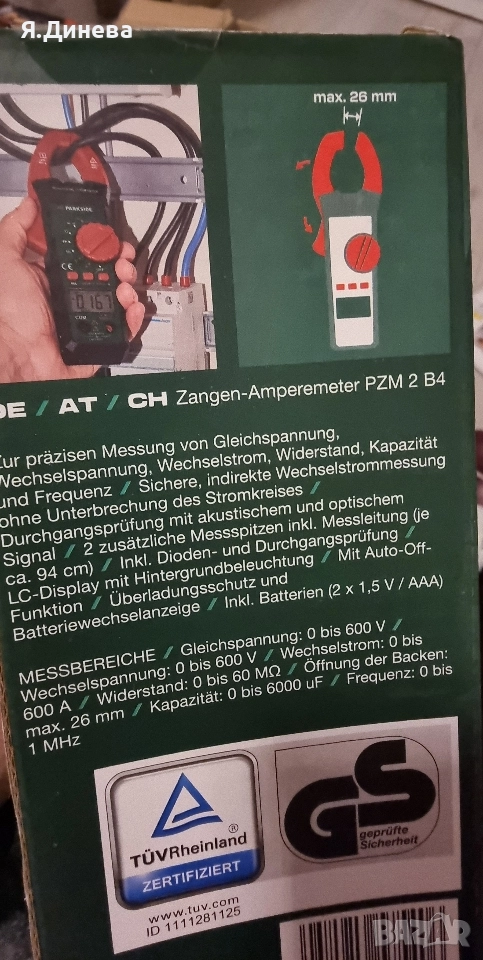 Я.Динева
max. 26 mm
PARKSIDE
0.167
DE / AT / CH Zangen-Amperemeter PZM 2 B4
Zur präzisen Messung von Gleichspannung,
Wechselspannung, Wechselstrom, Widerstand, Kapazität
und Frequenz / Sichere, indirekte Wechselstrommessung
ohne Unterbrechung des Stromkreises /
Durchgangsprüfung mit akustischem und optischem
Signal / 2 zusätzliche Messspitzen inkl. Messleitung (je
ca. 94 cm) / Inkl. Dioden- und Durchgangsprüfung /
LC-Display mit Hintergrundbeleuchtung / Mit Auto-Off-
Funktion / Überladungsschutz und
Batteriewechselanzeige / Inkl. Batterien (2 x 1,5 V / AAA)
MESSBEREICHE / Gleichspannung: 0 bis 600 V /
Wechselspannung: 0 bis 600 V / Wechselstrom: 0 bis
600 A / Widerstand: 0 bis 60 MΩ / Öffnung der Backen:
max. 26 mm / Kapazität: 0 bis 6000 uF / Frequenz: 0 bis
1 MHz
TÜVRheinland®
ZERTIFIZIERT
www.tuv.com
ID 1111281125
GS
geprüfte
Sicherheit
BAZAR